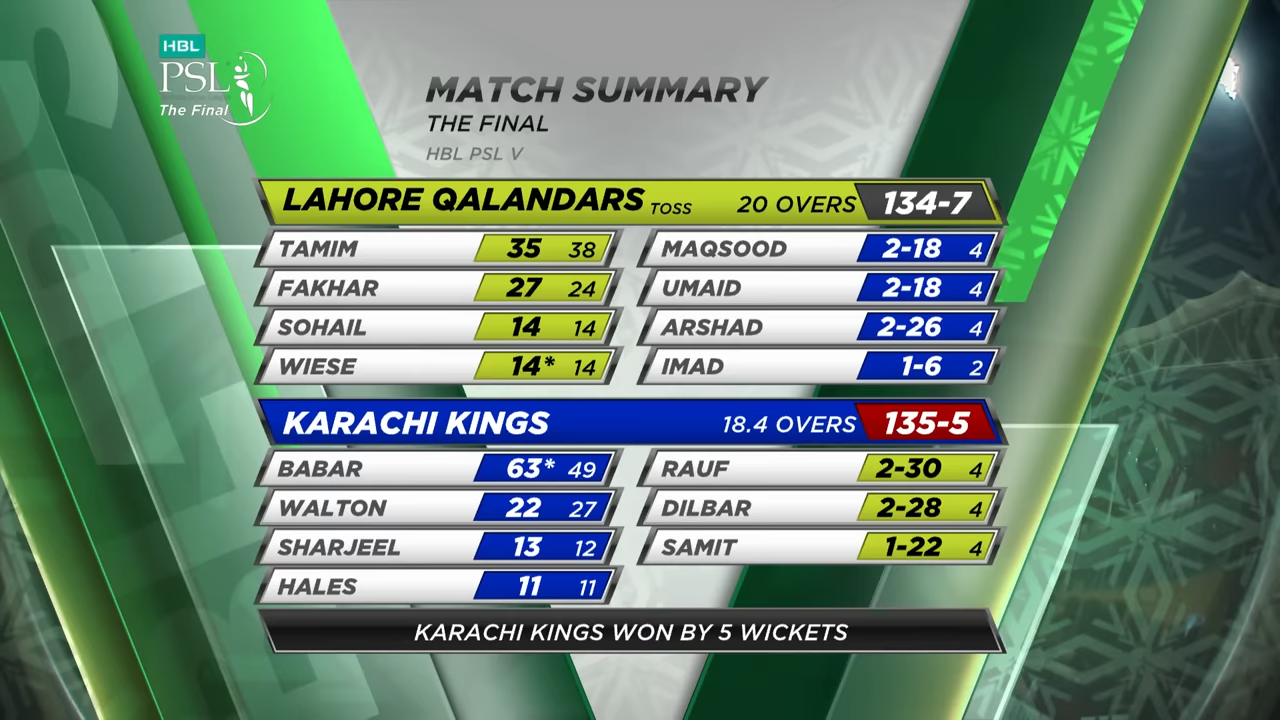 HBL
PSL
The Final
MATCH SUMMARY
THE FINAL
HBL PSL V
LAHORE QALANDARS TOSS 20 OVERS 134-7
TAMIM 35 38 MAQSOOD 2-18 4
FAKHAR 27 24 UMAID 2-18 4
SOHAIL 14 14 ARSHAD 2-26 4
WIESE 14* 14 IMAD 1-6 2
KARACHI KINGS 18.4 OVERS 135-5
BABAR 63* 49 RAUF 2-30 4
WALTON 22 27 DILBAR 2-28 4
SHARJEEL 13 12 SAMIT 1-22 4
HALES 11 11
KARACHI KINGS WON BY 5 WICKETS